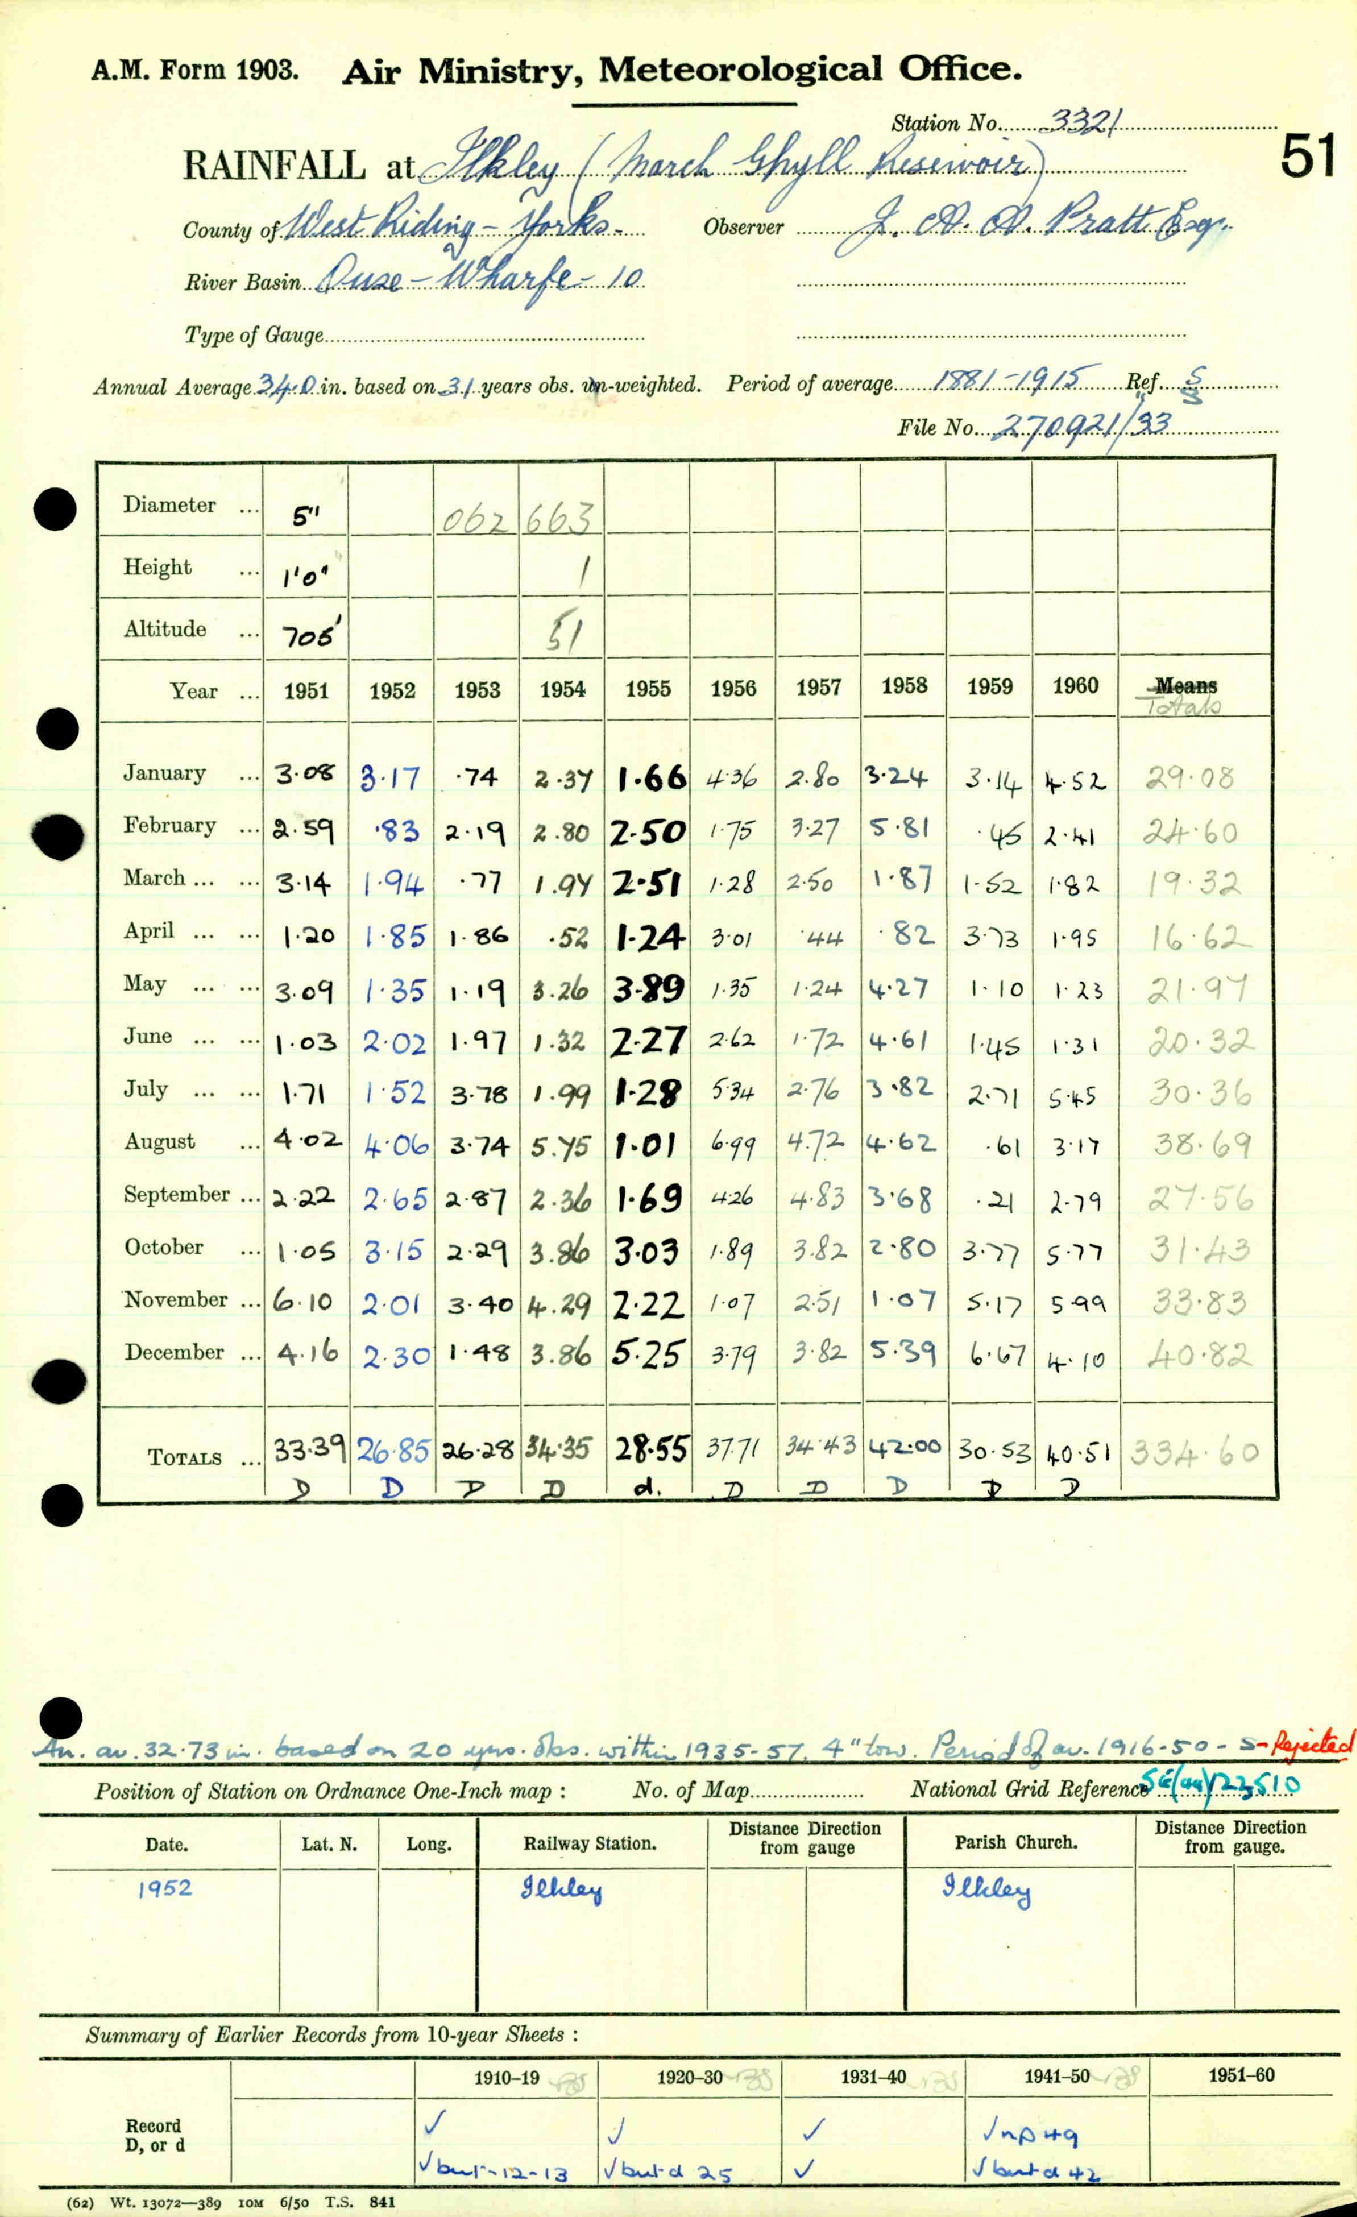 A.M. Form 1903. Air Ministry, Meteorological Office.
Station No. 3321
51
RAINFALL at Ilkley (March Ghyll Reservoir)
County of West Riding - Yorks. Observer J. A. A. Pratt Esq.
River Basin Ouse - Wharfe - 10
Type of Gauge
Annual Average 34.0 in. based on 31 years obs. un-weighted. Period of average 1881-1915 Ref. S
File No. 270921/33
Diameter ... 5" 062 663
Height ... 1'0" 1
Altitude ... 705' 51
Year ... 1951 1952 1953 1954 1955 1956 1957 1958 1959 1960 Means
Totals
January ... 3.08 3.17 .74 2.37 1.66 4.36 2.80 3.24 3.14 4.52 29.08
February ... 2.59 .83 2.19 2.80 2.50 1.75 3.27 5.81 .45 2.41 24.60
March ... ... 3.14 1.94 .77 1.97 2.51 1.28 2.50 1.87 1.52 1.82 19.32
April ... ... 1.20 1.85 1.86 .52 1.24 3.01 .44 .82 3.73 1.95 16.62
May ... ... 3.09 1.35 1.19 3.26 3.89 1.35 1.24 4.27 1.10 1.23 21.97
June ... ... 1.03 2.02 1.97 1.32 2.27 2.62 1.72 4.61 1.45 1.31 20.32
July ... ... 1.71 1.52 3.78 1.99 1.28 5.34 2.76 3.82 2.71 5.45 30.36
August ... 4.02 4.06 3.74 5.75 1.01 6.99 4.72 4.62 .61 3.17 38.69
September ... 2.22 2.65 2.87 2.36 1.69 4.26 4.83 3.68 .21 2.79 27.56
October ... 1.05 3.15 2.29 3.86 3.03 1.89 3.82 2.80 3.77 5.77 31.43
November ... 6.10 2.01 3.40 4.29 2.22 1.07 2.51 1.07 5.17 5.99 33.83
December ... 4.16 2.30 1.48 3.86 5.25 3.79 3.82 5.39 6.67 4.10 40.82
TOTALS ... 33.39 26.85 26.28 34.35 28.55 37.71 34.43 42.00 30.53 40.51 334.60
D D D D d. D D D D D
An. av. 32.73 in. based on 20 yrs. obs. within 1935-57. 4" low. Period of av. 1916-50 - S - Rejected
Position of Station on Ordnance One-Inch map : No. of Map National Grid Reference SE(44)123510
Date. Lat. N. Long. Railway Station. Distance from Direction gauge Parish Church. Distance from Direction gauge.
1952 Ilkley Ilkley
Summary of Earlier Records from 10-year Sheets :
1910-19 1920-30 1931-40 1941-50 1951-60
Record ✓ ✓ ✓ ✓ np 49
D, or d ✓ but -12-13 ✓ but d 25 ✓ ✓ but d 42
(62) Wt. 13072—389 10M 6/50 T.S. 841